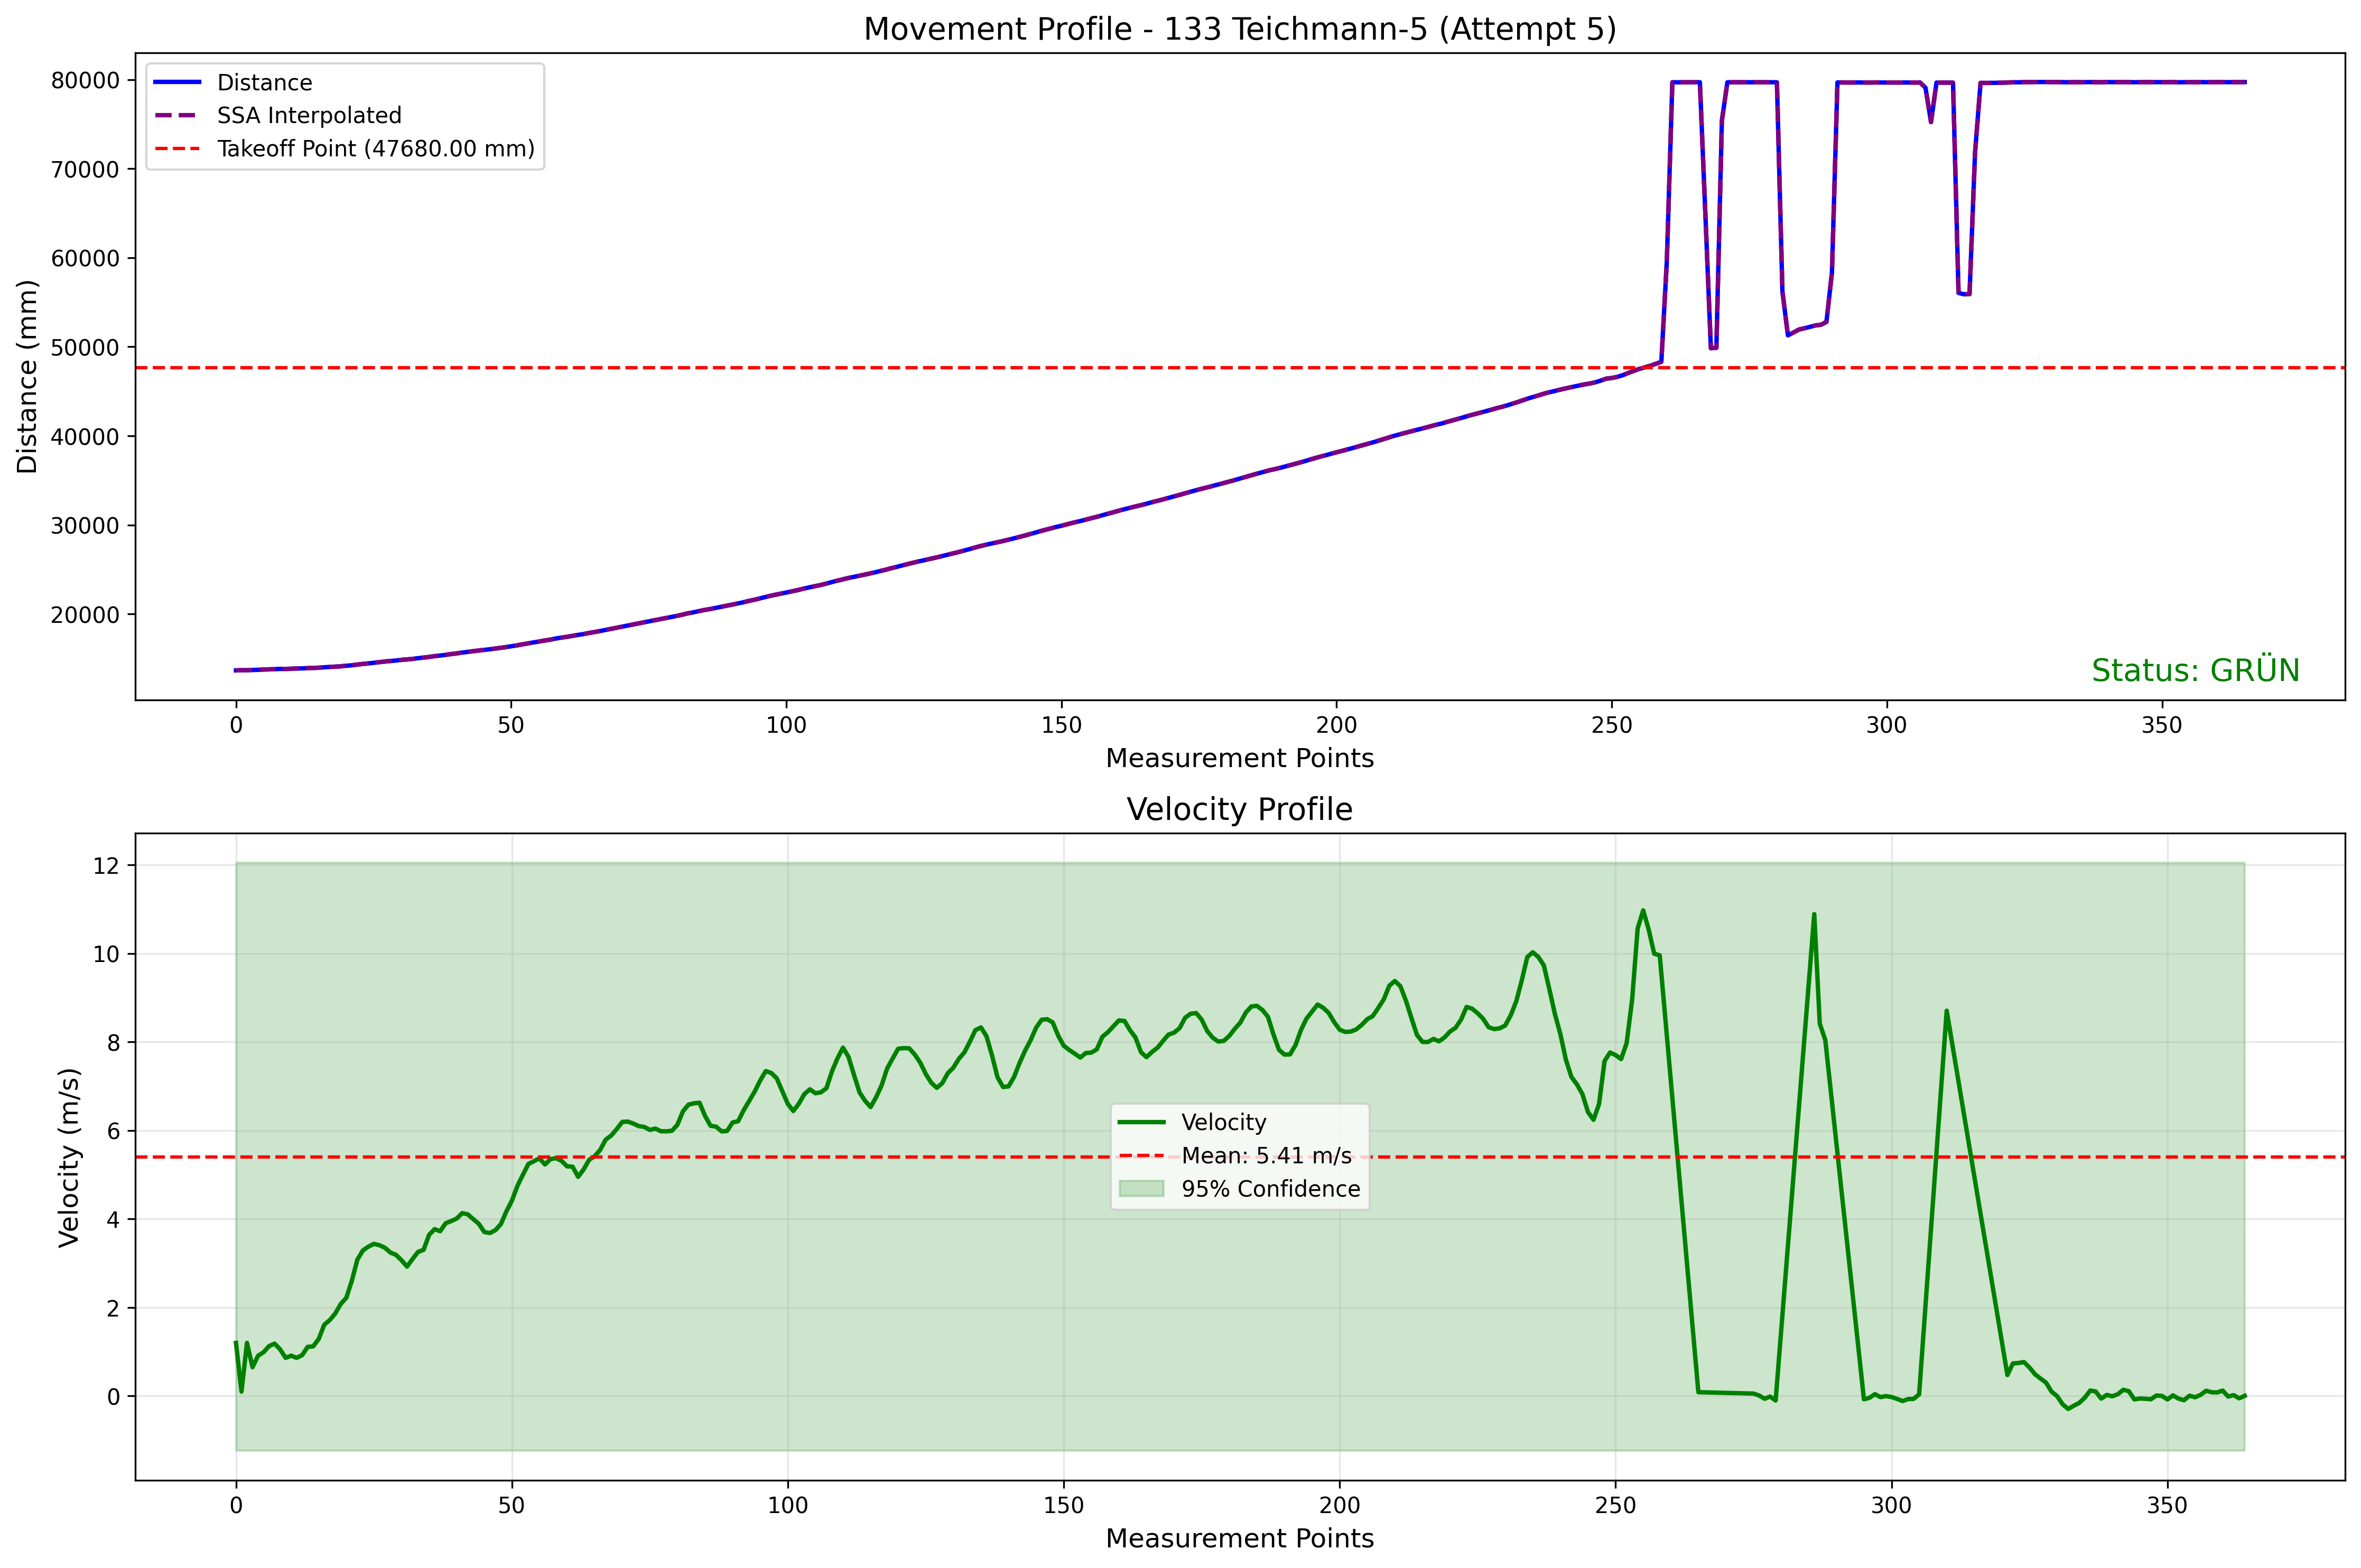 Movement Profile - 133 Teichmann-5 (Attempt 5)
Distance
SSA Interpolated
Takeoff Point (47680.00 mm)
Distance (mm)
80000
70000
60000
50000
40000
30000
20000
Status: GRÜN
0 50 100 150 200 250 300 350
Measurement Points
Velocity Profile
Velocity (m/s)
12
10
8
6
4
2
0
Velocity
Mean: 5.41 m/s
95% Confidence
0 50 100 150 200 250 300 350
Measurement Points